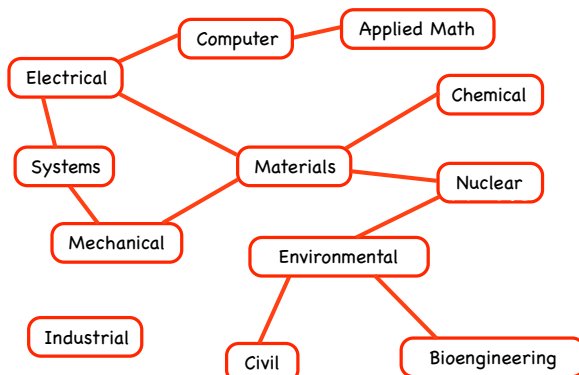 Applied Math
Computer
Electrical
Chemical
Systems
Materials
Nuclear
Mechanical
Environmental
Industrial
Civil
Bioengineering